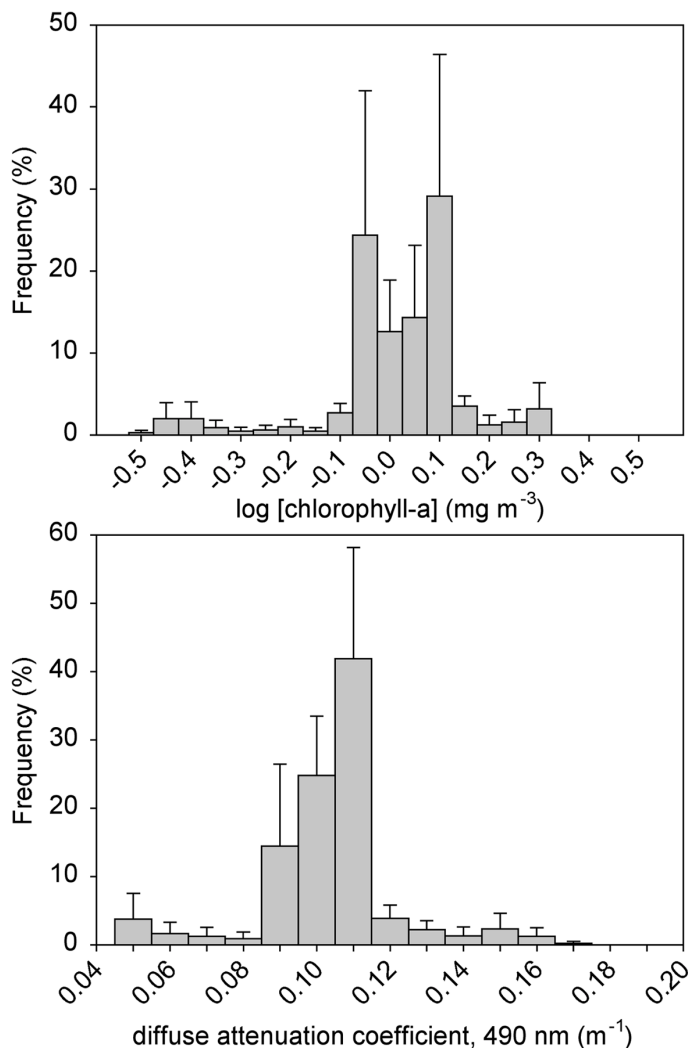 50
40
30
20
10
0
Frequency (%)
-0.5 -0.4 -0.3 -0.2 -0.1 0.0 0.1 0.2 0.3 0.4 0.5
log [chlorophyll-a] (mg m⁻³)
60
50
40
30
20
10
0
Frequency (%)
0.04 0.06 0.08 0.10 0.12 0.14 0.16 0.18 0.20
diffuse attenuation coefficient, 490 nm (m⁻¹)